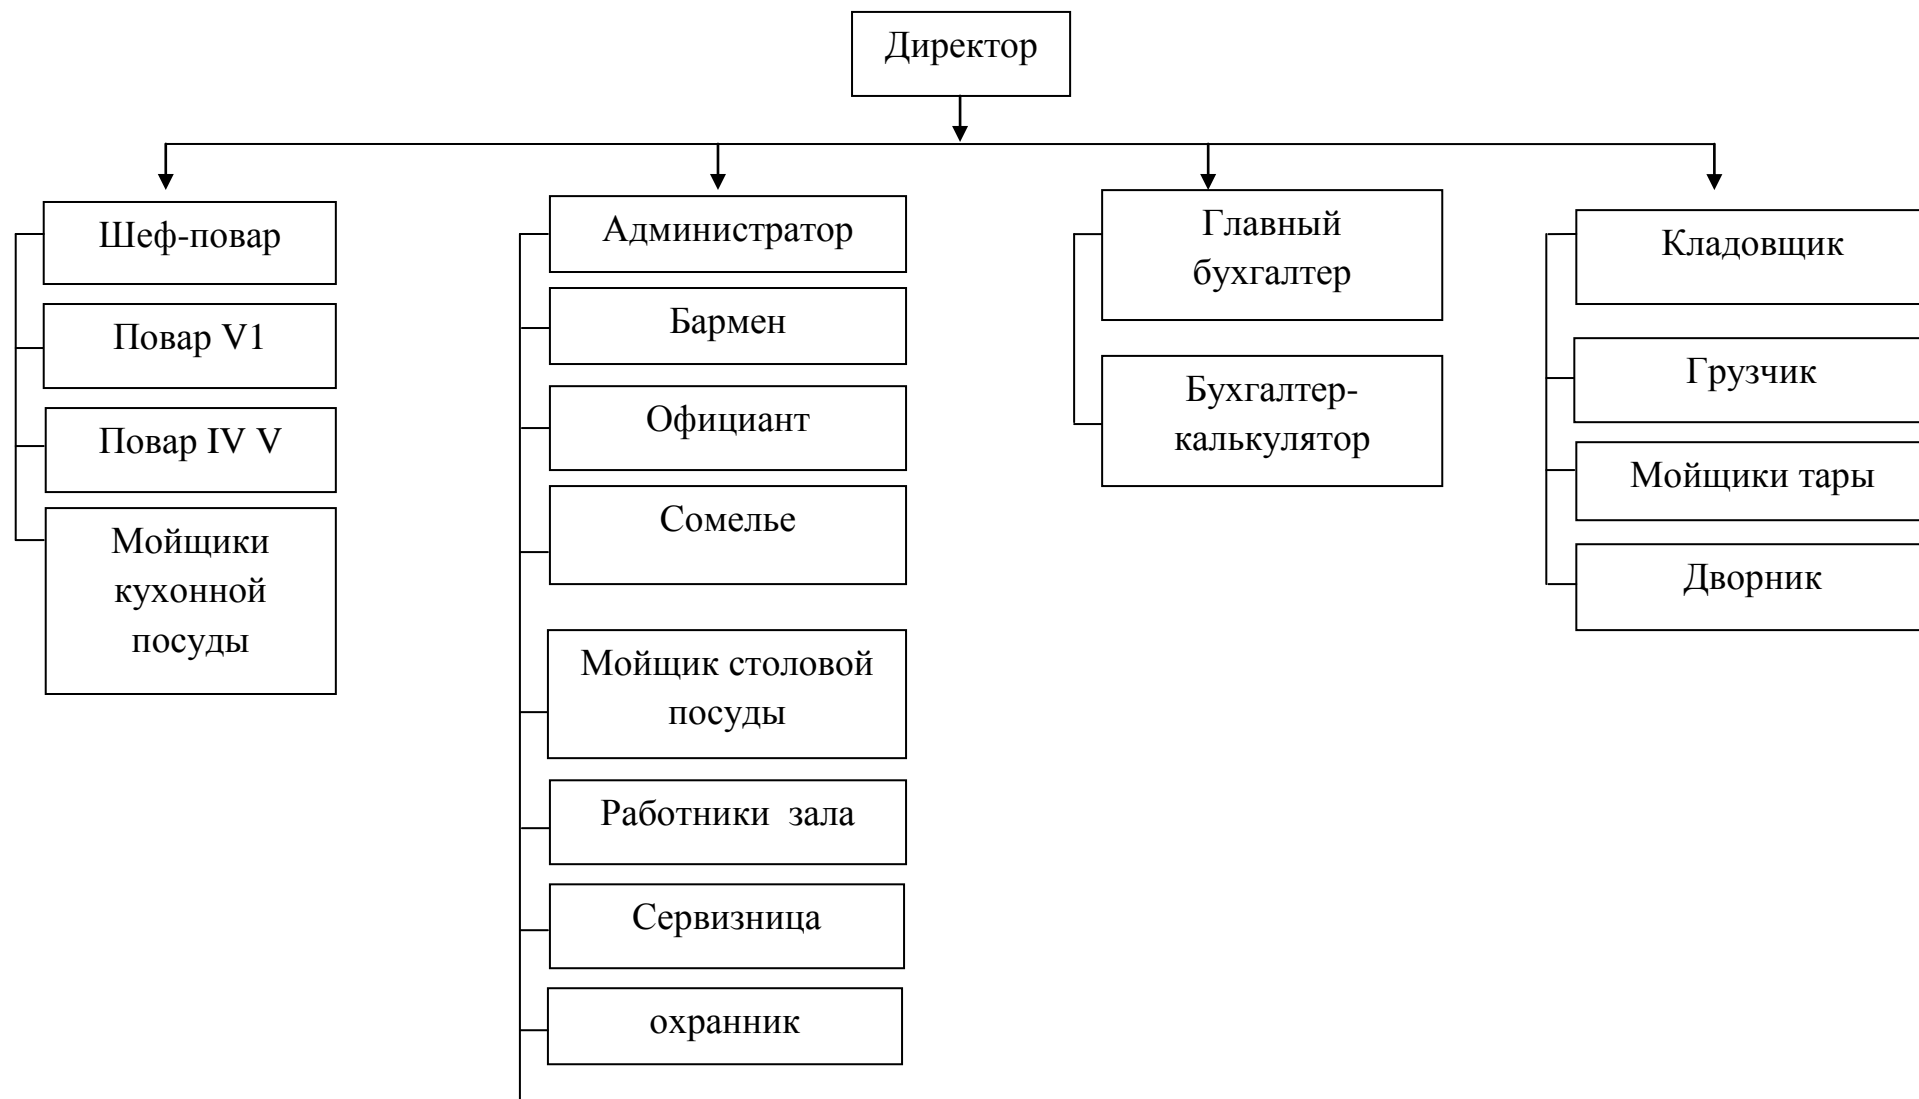 Директор
Шеф-повар
Повар V1
Повар IV V
Мойщики
кухонной
посуды
Администратор
Бармен
Официант
Сомелье
Мойщик столовой
посуды
Работники зала
Сервизница
охранник
Главный
бухгалтер
Бухгалтер-
калькулятор
Кладовщик
Грузчик
Мойщики тары
Дворник